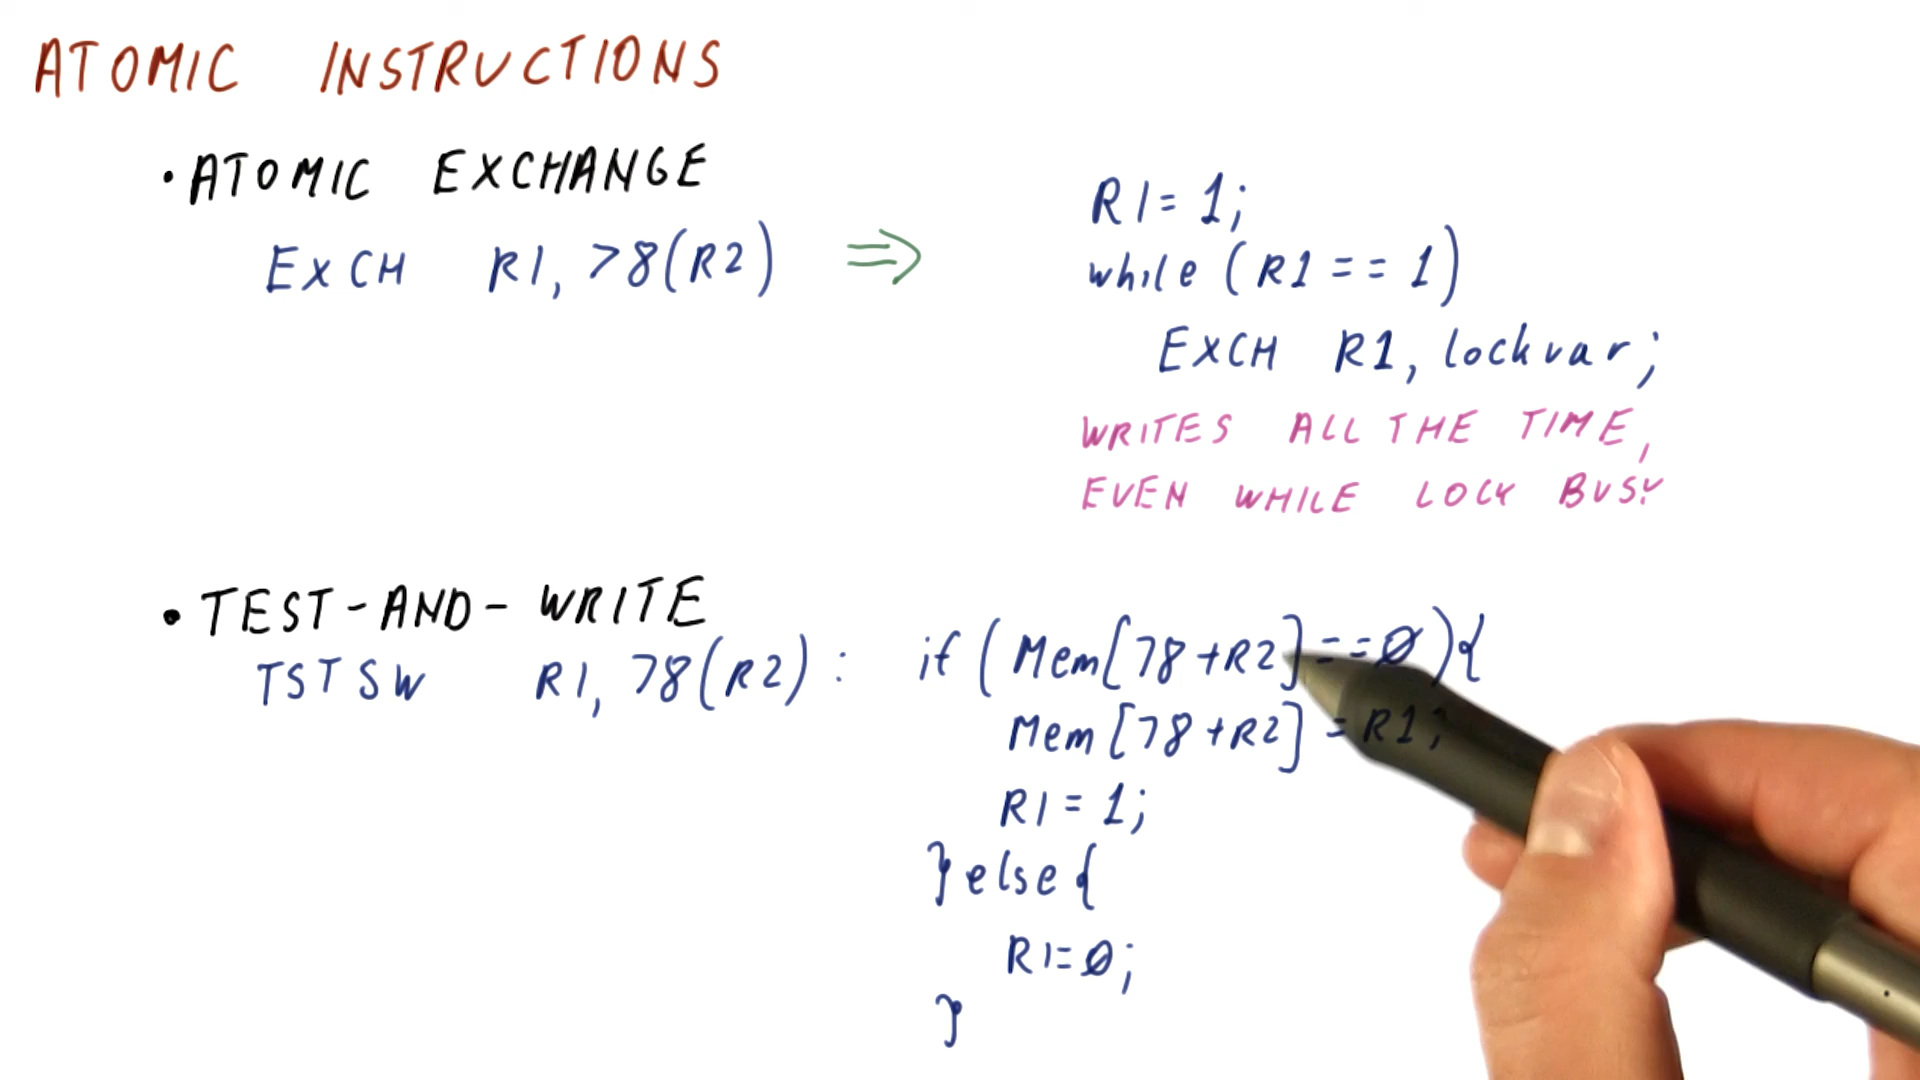 ATOMIC INSTRUCTIONS
• ATOMIC EXCHANGE
EXCH R1, 78(R2) ⇒
R1 = 1;
while (R1 == 1)
EXCH R1, lockvar;
WRITES ALL THE TIME,
EVEN WHILE LOCK BUSY
• TEST-AND-WRITE
TSTSW R1, 78(R2) : if (Mem[78+R2] == 0) {
Mem[78+R2] = R1;
R1 = 1;
} else {
R1 = 0;
}